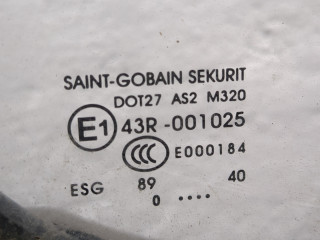 SAINT-GOBAIN SEKURIT
DOT27 AS2 M320
E1 43R -001025
CCC E000184
ESG 89 40
0 ....